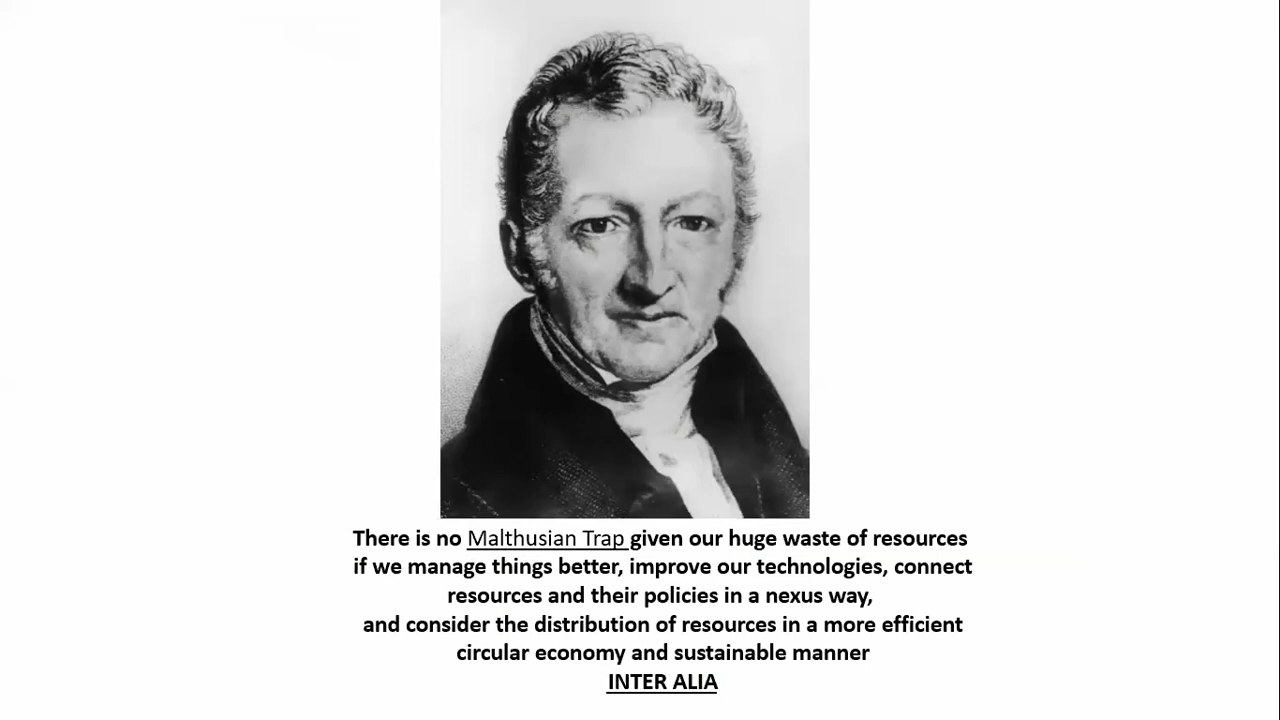 There is no Malthusian Trap given our huge waste of resources
if we manage things better, improve our technologies, connect
resources and their policies in a nexus way,
and consider the distribution of resources in a more efficient
circular economy and sustainable manner
INTER ALIA